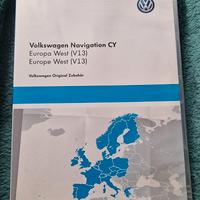 Volkswagen Navigation CY
Europa West (V13)
Europe West (V13)
Volkswagen Original Zubehör